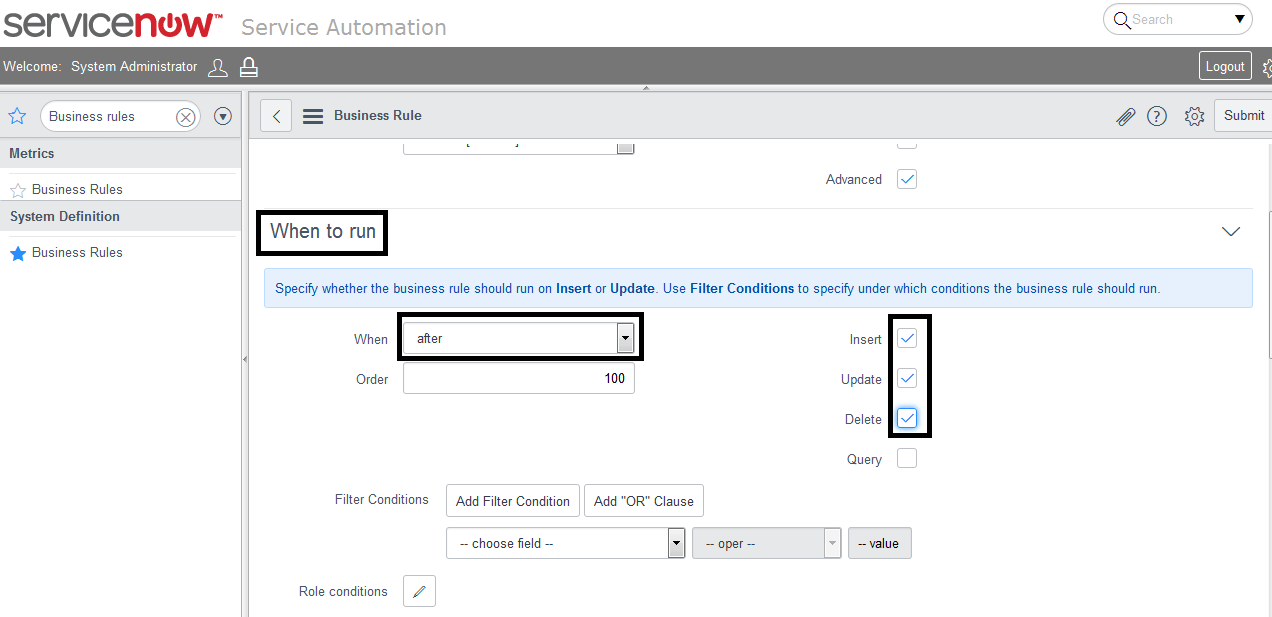 servicenow™ Service Automation
Search
Welcome: System Administrator
Logout
Business rules
Business Rule
Submit
Metrics
Business Rules
System Definition
Business Rules
Advanced
When to run
Specify whether the business rule should run on Insert or Update. Use Filter Conditions to specify under which conditions the business rule should run.
When after
Insert
Order 100
Update
Delete
Query
Filter Conditions Add Filter Condition Add "OR" Clause
-- choose field -- -- oper -- -- value
Role conditions